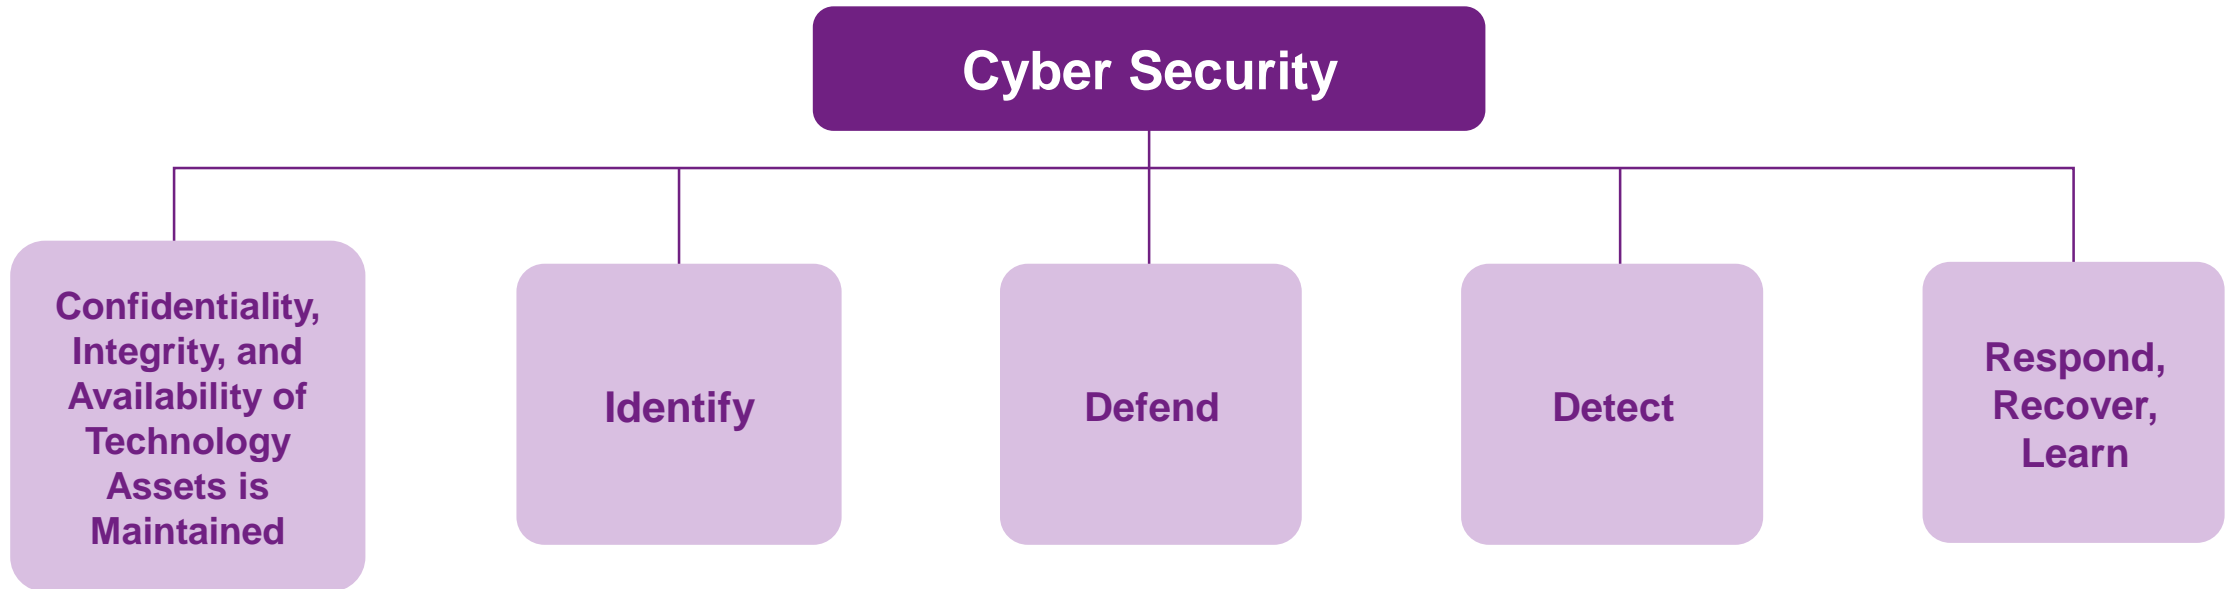 Cyber Security
Confidentiality,
Integrity, and
Availability of
Technology
Assets is
Maintained
Identify
Defend
Detect
Respond,
Recover,
Learn